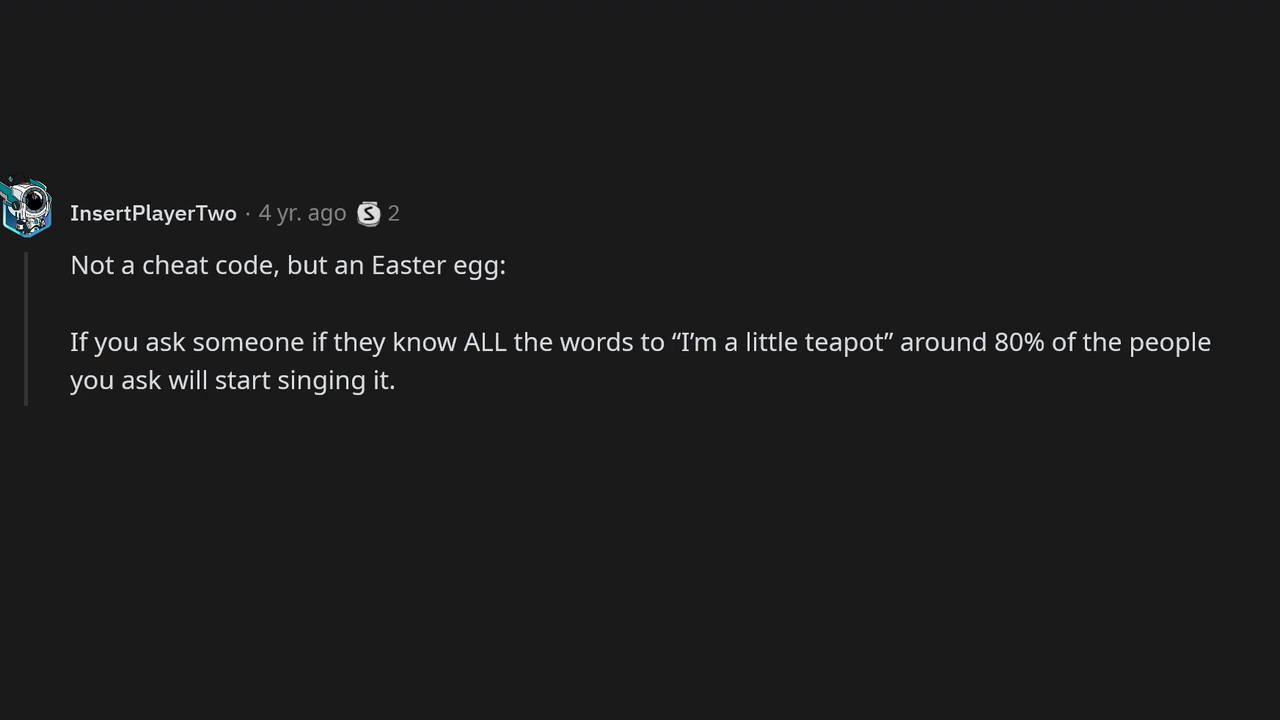 InsertPlayerTwo · 4 yr. ago S 2
Not a cheat code, but an Easter egg:
If you ask someone if they know ALL the words to “I’m a little teapot” around 80% of the people
you ask will start singing it.